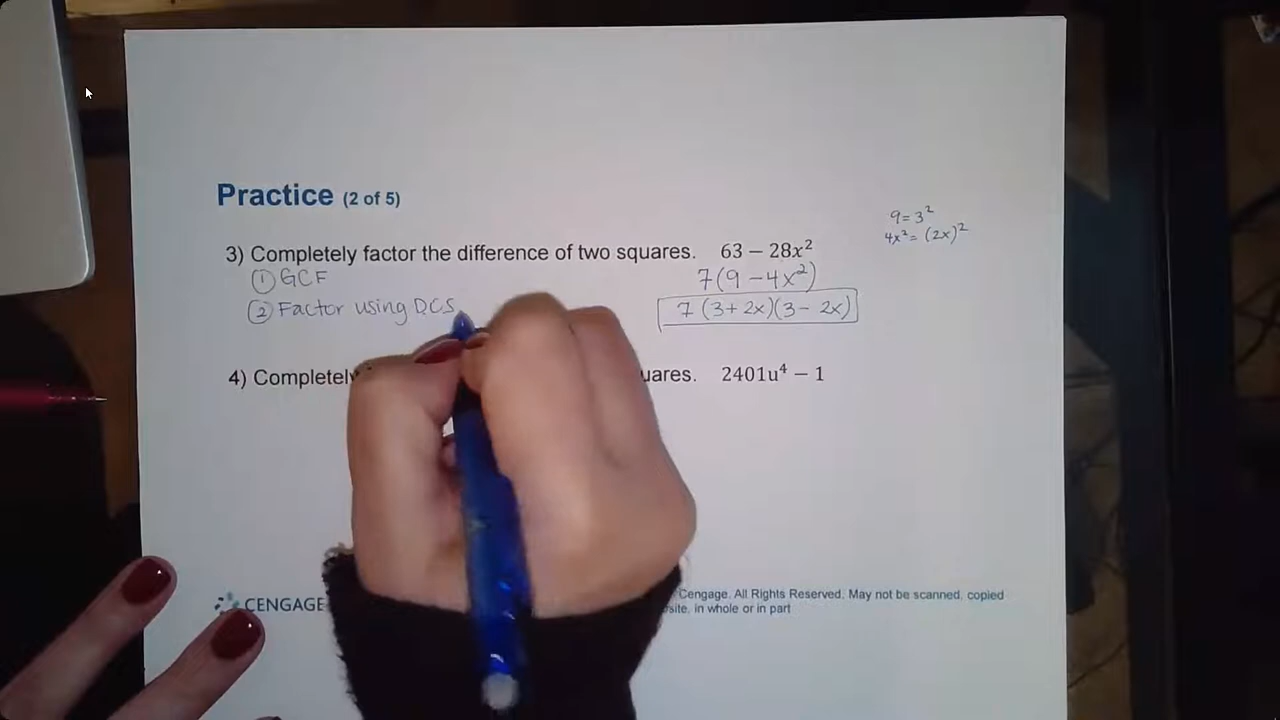 Practice (2 of 5)
9=3²
4x²=(2x)²
3) Completely factor the difference of two squares. 63 − 28x²
① GCF
7(9−4x²)
② Factor using DCS
7(3+2x)(3−2x)
4) Completely uares. 2401u⁴ − 1
CENGAGE
Cengage. All Rights Reserved. May not be scanned, copied
site, in whole or in part